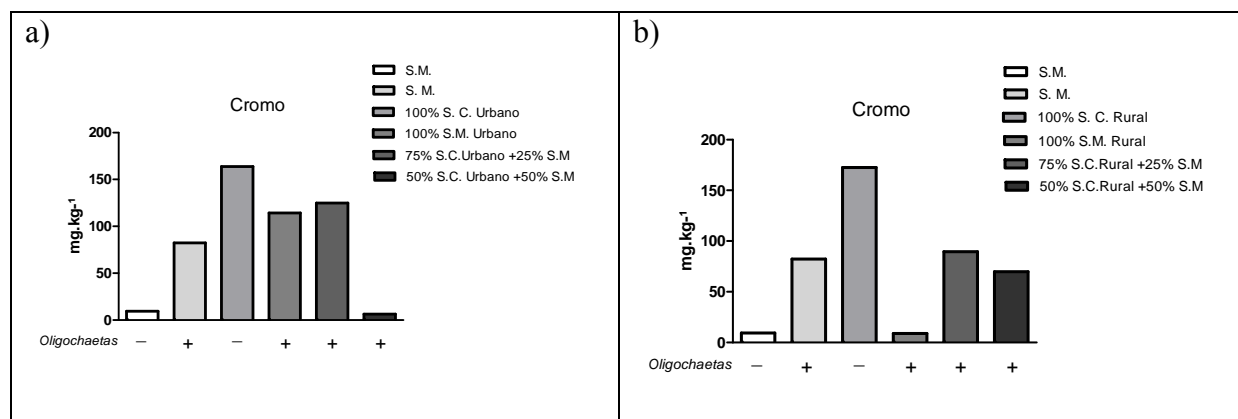 a)
S.M.
S. M.
100% S. C. Urbano
100% S.M. Urbano
75% S.C.Urbano +25% S.M
50% S.C. Urbano +50% S.M
Cromo
mg.kg-¹
200
150
100
50
0
Oligochaetas − + − + + +
b)
S.M.
S. M.
100% S. C. Rural
100% S.M. Rural
75% S.C.Rural +25% S.M
50% S.C.Rural +50% S.M
Cromo
mg.kg-¹
200
150
100
50
0
Oligochaetas − + − + + +